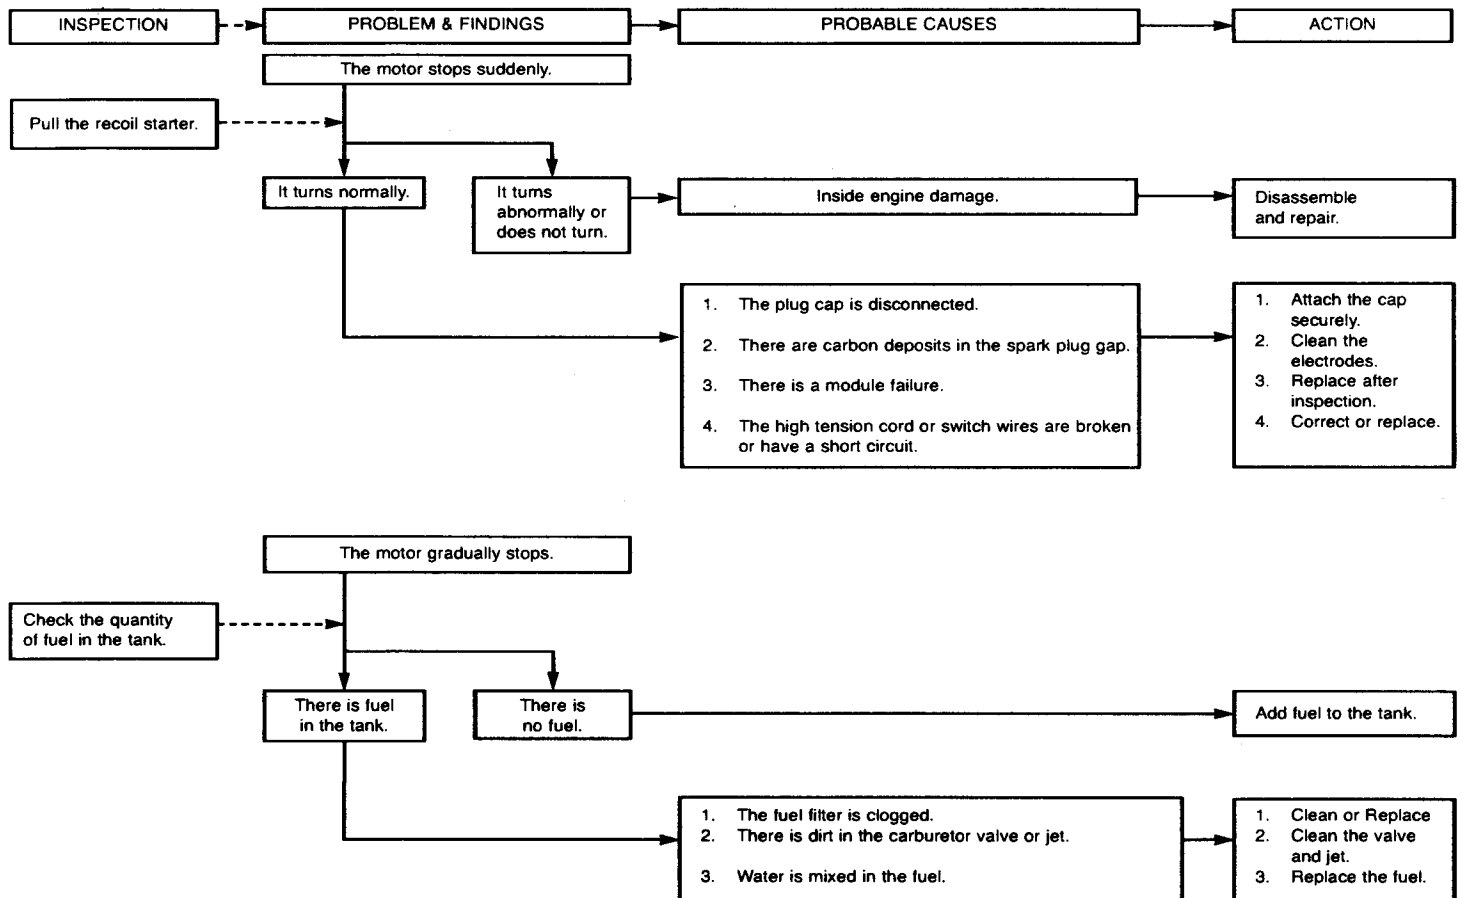 INSPECTION
PROBLEM & FINDINGS
PROBABLE CAUSES
ACTION
The motor stops suddenly.
Pull the recoil starter.
It turns normally.
It turns
abnormally or
does not turn.
Inside engine damage.
Disassemble
and repair.
1. The plug cap is disconnected.
2. There are carbon deposits in the spark plug gap.
3. There is a module failure.
4. The high tension cord or switch wires are broken
or have a short circuit.
1. Attach the cap
securely.
2. Clean the
electrodes.
3. Replace after
inspection.
4. Correct or replace.
The motor gradually stops.
Check the quantity
of fuel in the tank.
There is fuel
in the tank.
There is
no fuel.
Add fuel to the tank.
1. The fuel filter is clogged.
2. There is dirt in the carburetor valve or jet.
3. Water is mixed in the fuel.
1. Clean or Replace
2. Clean the valve
and jet.
3. Replace the fuel.